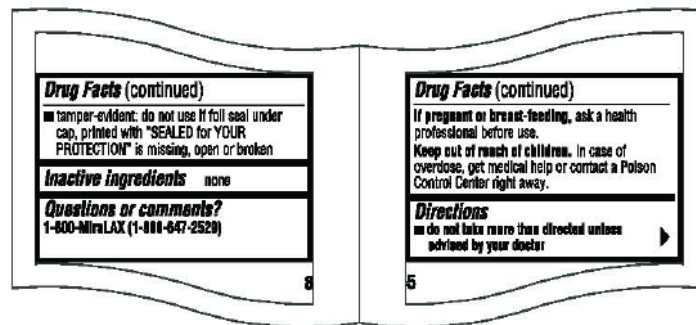 Drug Facts (continued)
■ tamper-evident: do not use if foil seal under
cap, printed with "SEALED for YOUR
PROTECTION" is missing, open or broken
Inactive ingredients none
Questions or comments?
1-800-MiraLAX (1-800-647-2529)
8
Drug Facts (continued)
If pregnant or breast-feeding, ask a health
professional before use.
Keep out of reach of children. In case of
overdose, get medical help or contact a Poison
Control Center right away.
Directions
■ do not take more than directed unless
advised by your doctor
5